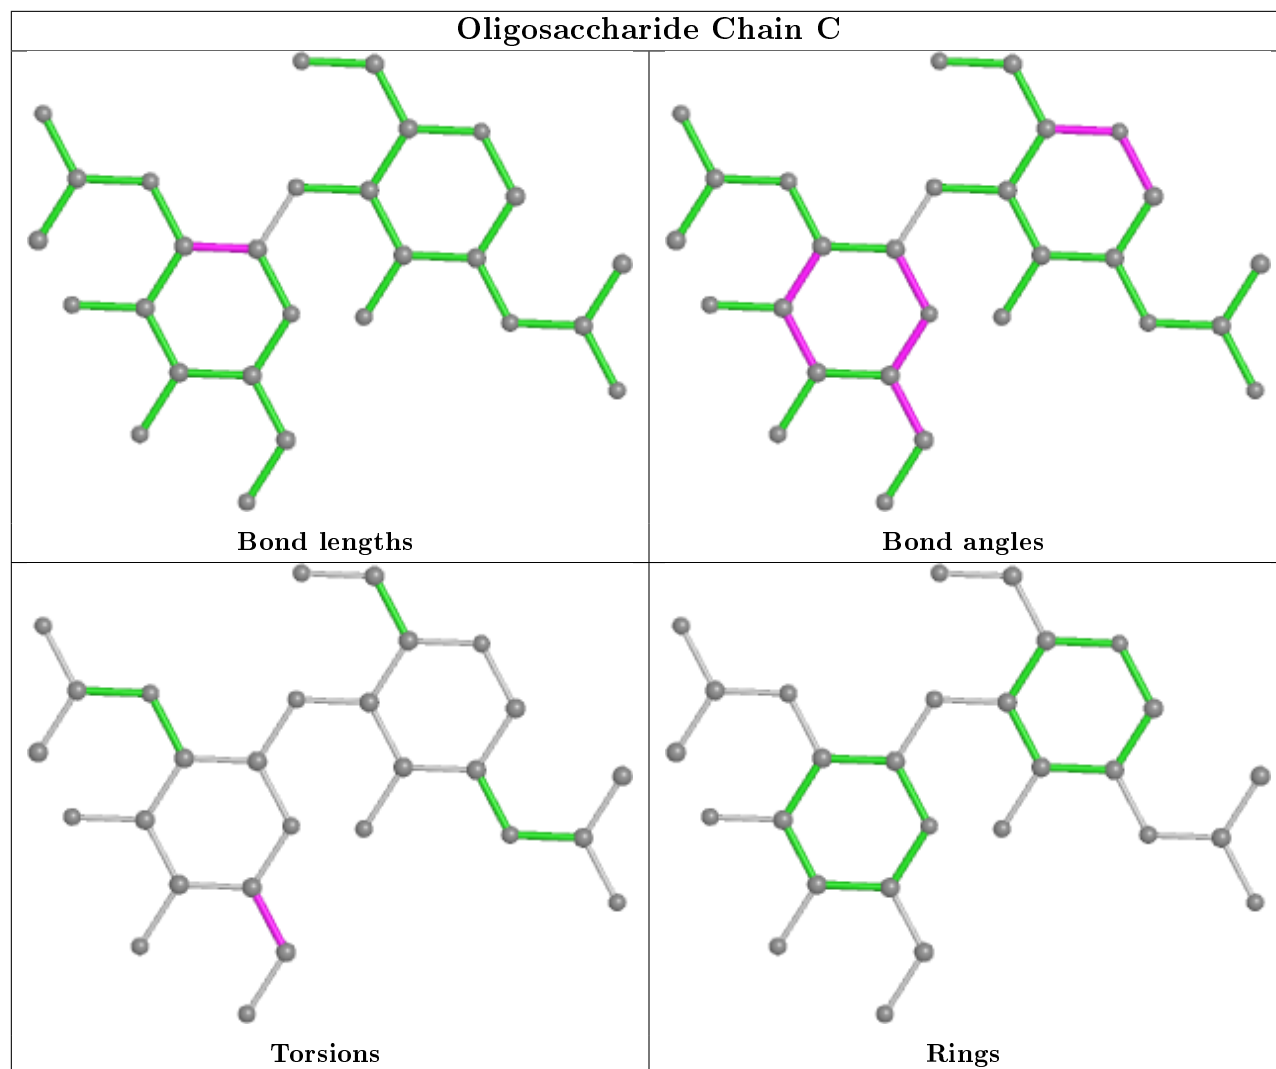 Oligosaccharide Chain C
Bond lengths
Bond angles
Torsions
Rings